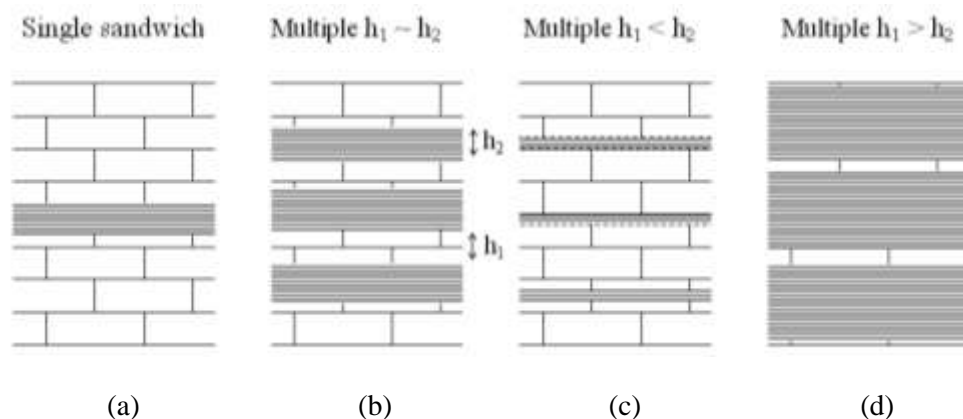 Single sandwich
Multiple h₁ ~ h₂
Multiple h₁ < h₂
Multiple h₁ > h₂
h₂
h₁
(a)
(b)
(c)
(d)